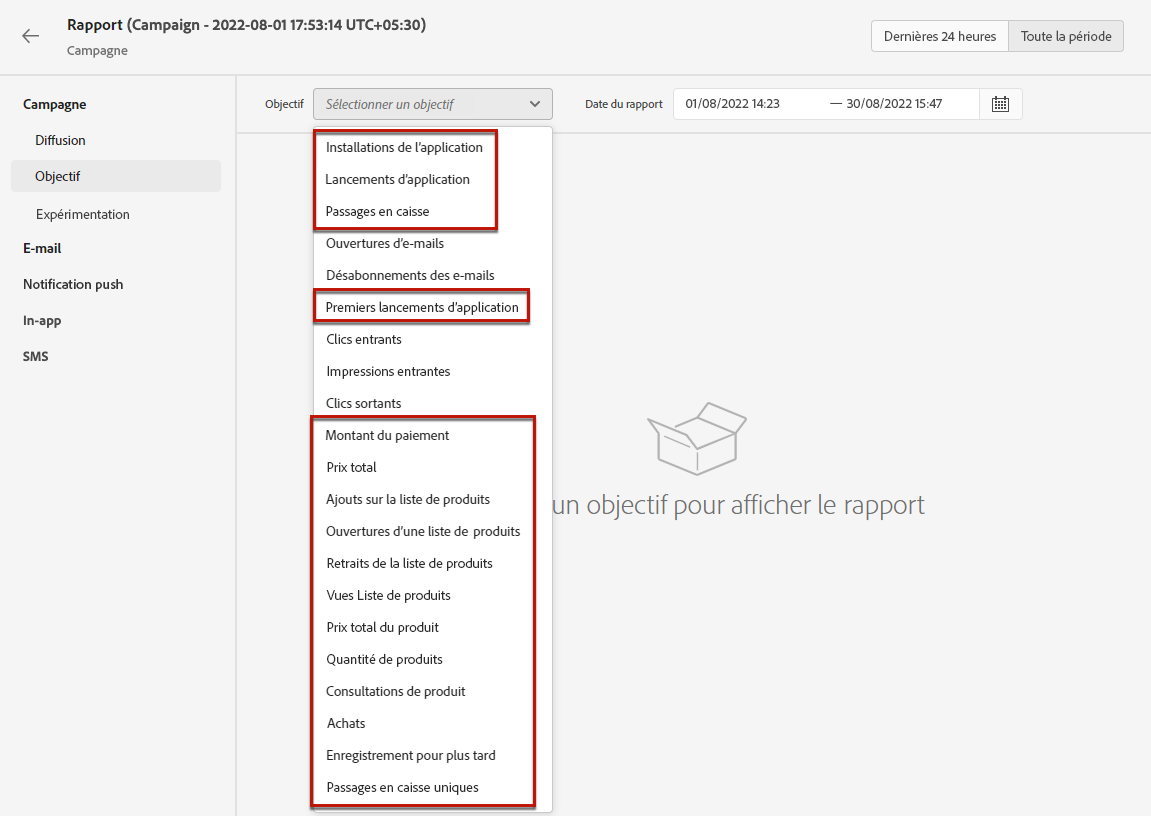 Rapport (Campaign - 2022-08-01 17:53:14 UTC+05:30)
Campagne
Dernières 24 heures
Toute la période
Campagne
Diffusion
Objectif
Expérimentation
E-mail
Notification push
In-app
SMS
Objectif
Sélectionner un objectif
Date du rapport
01/08/2022 14:23 — 30/08/2022 15:47
Installations de l’application
Lancements d’application
Passages en caisse
Ouvertures d’e-mails
Désabonnements des e-mails
Premiers lancements d’application
Clics entrants
Impressions entrantes
Clics sortants
Montant du paiement
Prix total
Ajouts sur la liste de produits
Ouvertures d’une liste de produits
Retraits de la liste de produits
Vues Liste de produits
Prix total du produit
Quantité de produits
Consultations de produit
Achats
Enregistrement pour plus tard
Passages en caisse uniques
un objectif pour afficher le rapport